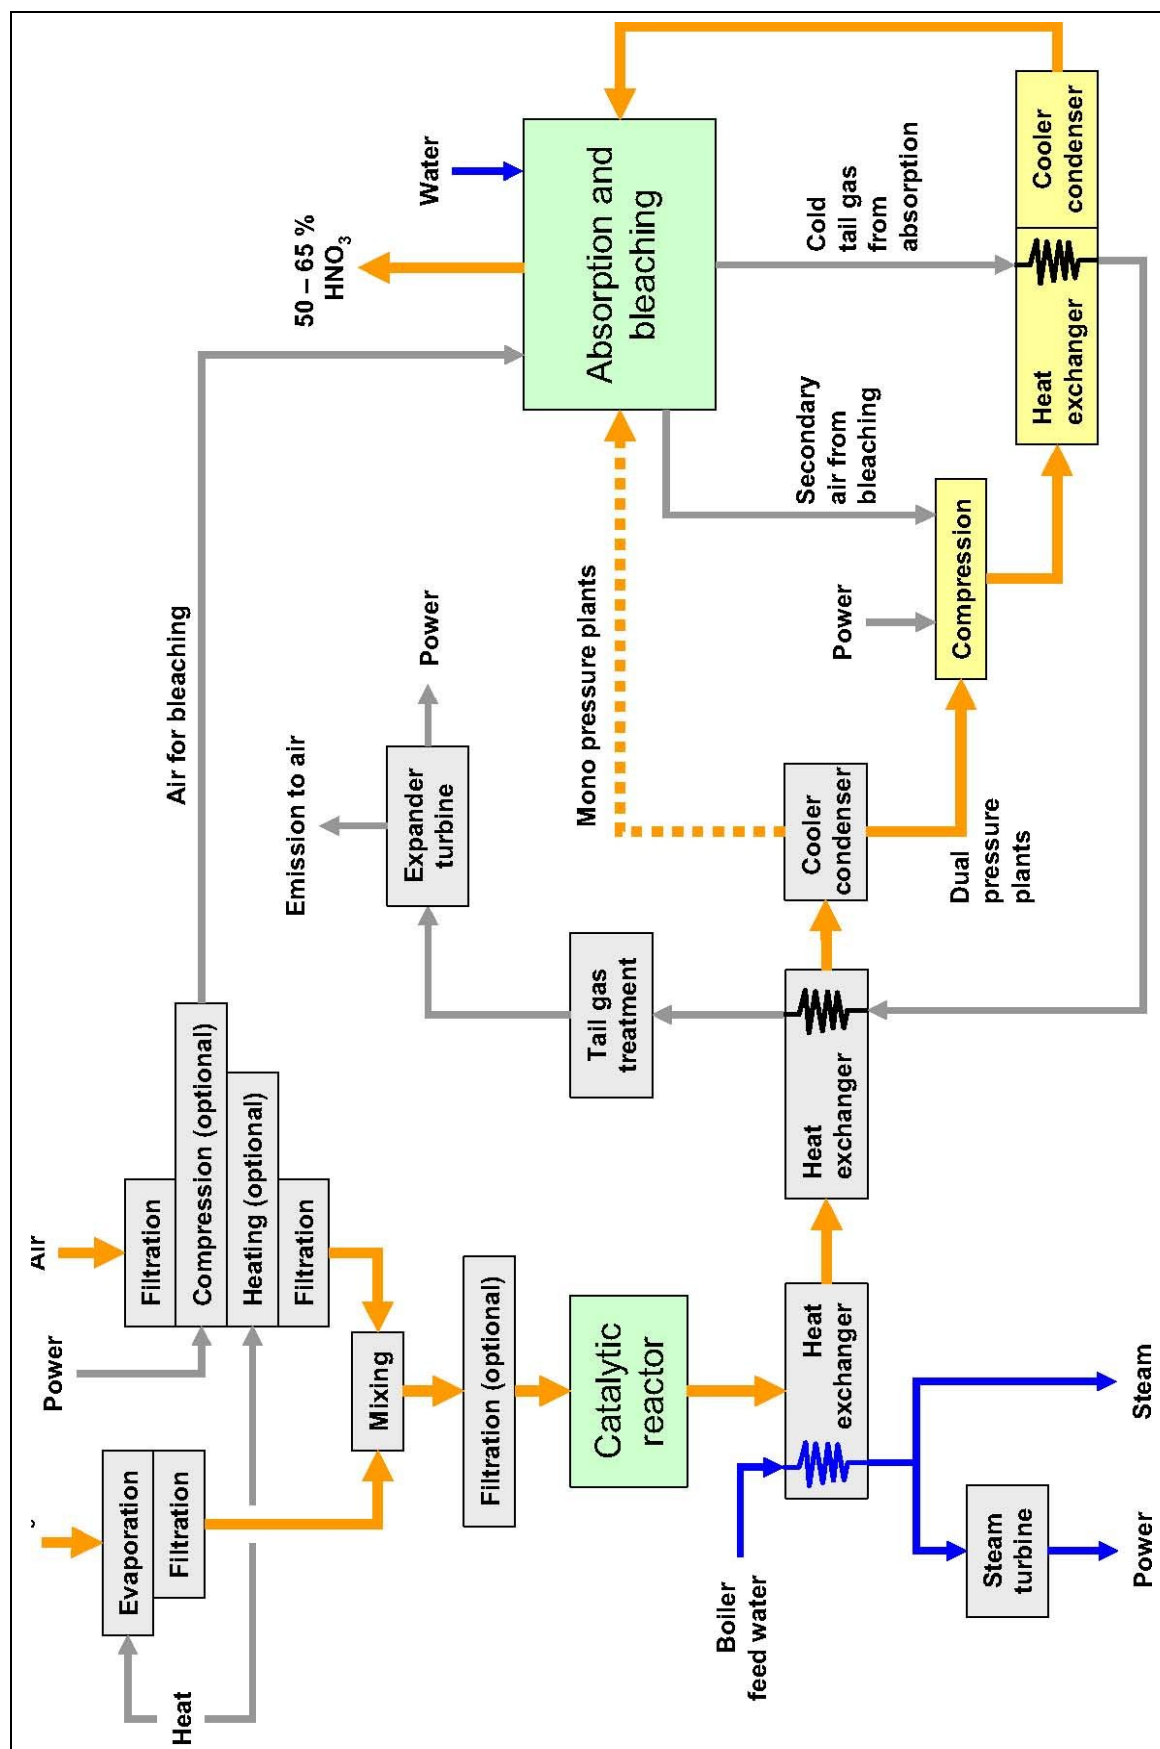 Air
Power
Evaporation
Filtration
Heat
Filtration
Compression (optional)
Heating (optional)
Filtration
Air for bleaching
Mixing
Emission to air
50 – 65 %
HNO₃
Expander
turbine
Power
Water
Filtration (optional)
Catalytic
reactor
Tail gas
treatment
Mono pressure plants
Absorption and
bleaching
Boiler
feed water
Heat
exchanger
Heat
exchanger
Cooler
condenser
Power
Secondary
air from
bleaching
Cold
tail gas
from
absorption
Dual
pressure
plants
Compression
Steam
turbine
Heat
exchanger
Cooler
condenser
Power
Steam